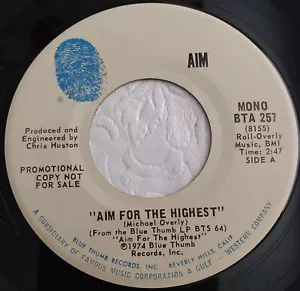 AIM
MONO
BTA 257
(8155)
Roll-Overly
Music, BMI
Time: 2:47
SIDE A
Produced and
Engineered by
Chris Huston
PROMOTIONAL
COPY NOT
FOR SALE
"AIM FOR THE HIGHEST"
(Michael Overly)
(From the Blue Thumb LP BTS 64)
"Aim For The Highest"
℗1974 Blue Thumb
Records, Inc.
BLUE THUMB RECORDS INC. BEVERLY HILLS, CALIF
A SUBSIDIARY OF FAMOUS MUSIC CORPORATION A GULF + WESTERN COMPANY